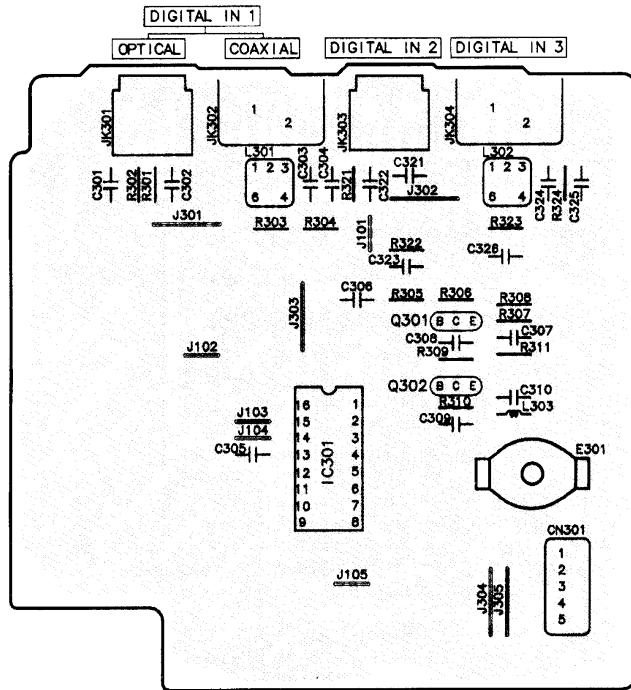 DIGITAL IN 1
OPTICAL COAXIAL DIGITAL IN 2 DIGITAL IN 3
JK301 JK302 1 2 JK303 JK304 1 2
L301 L302
1 2 3 6 4
1 2 3 6 4
C301 R302 R301 C302 C303 C304 R321 C322 C321 C324 R324 C325
J302
J301 R303 R304 J101 R323
R322 C326
C323
C306 R305 R306 R308
J303 R307
Q301 B C E
C308 C307
J102 R309 R311
Q302 B C E
C310
R310 L303
C309
J103
J104
C305
16 1
15 2
14 3
13 4
12 5
11 6
10 7
9 8
IC301
E301
CN301
1
2
3
4
5
J105 J304 J305